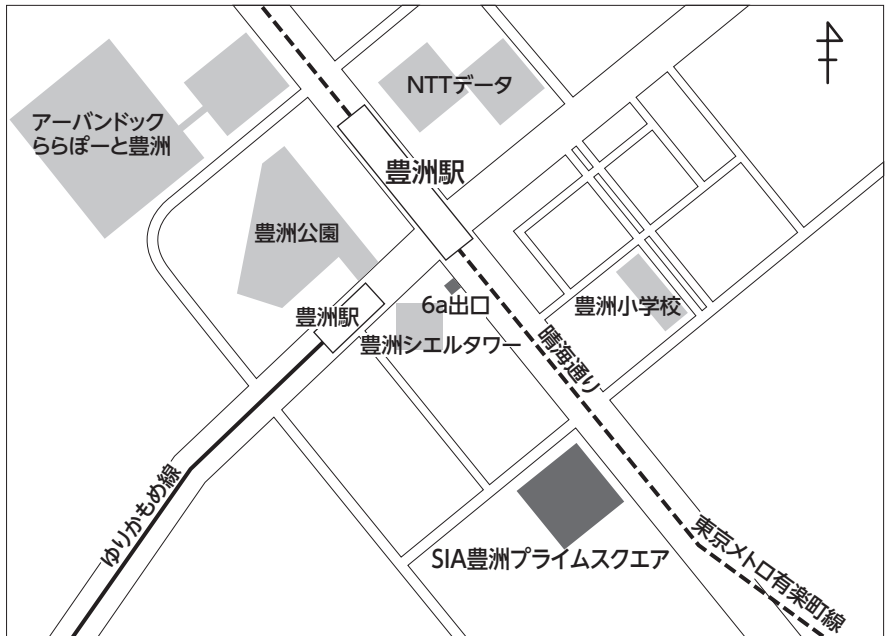 NTTデータ
アーバンドック
ららぽーと豊洲
豊洲駅
豊洲公園
6a出口
豊洲小学校
豊洲駅
豊洲シエルタワー
晴海通り
ゆりかもめ線
SIA豊洲プライムスクエア
東京メトロ有楽町線